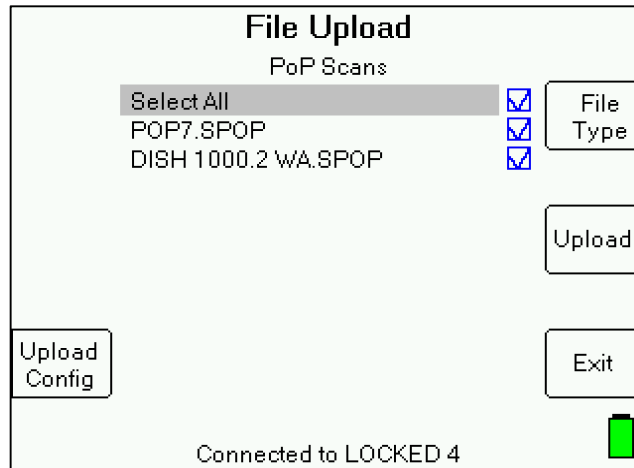 File Upload
PoP Scans
Select All
POP7.SPOP
DISH 1000.2 WA.SPOP
File
Type
Upload
Upload
Config
Exit
Connected to LOCKED 4